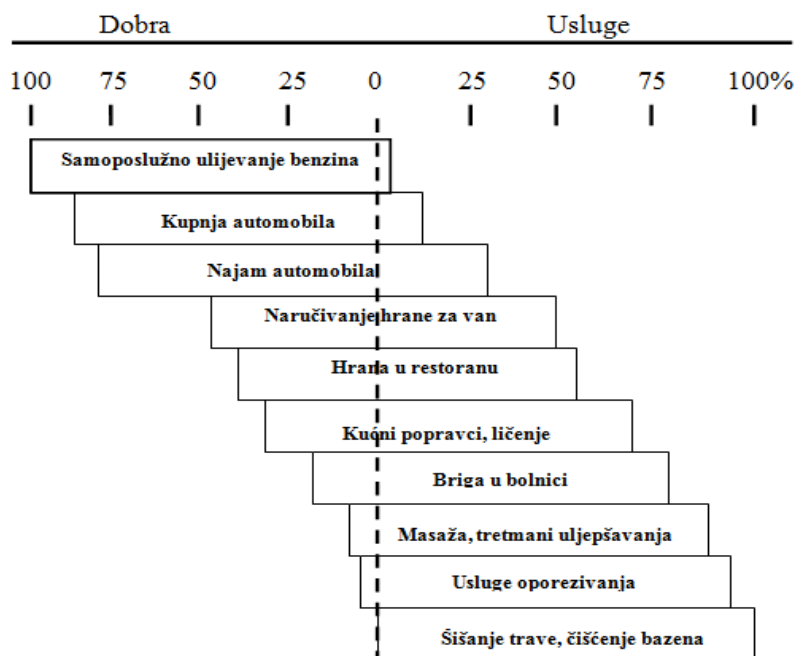 Dobra Usluge
100 75 50 25 0 25 50 75 100%
Samoposlužno ulijevanje benzina
Kupnja automobila
Najam automobila
Naručivanje hrane za van
Hrana u restoranu
Kućni popravci, ličenje
Briga u bolnici
Masaža, tretmani uljepšavanja
Usluge oporezivanja
Šišanje trave, čišćenje bazena